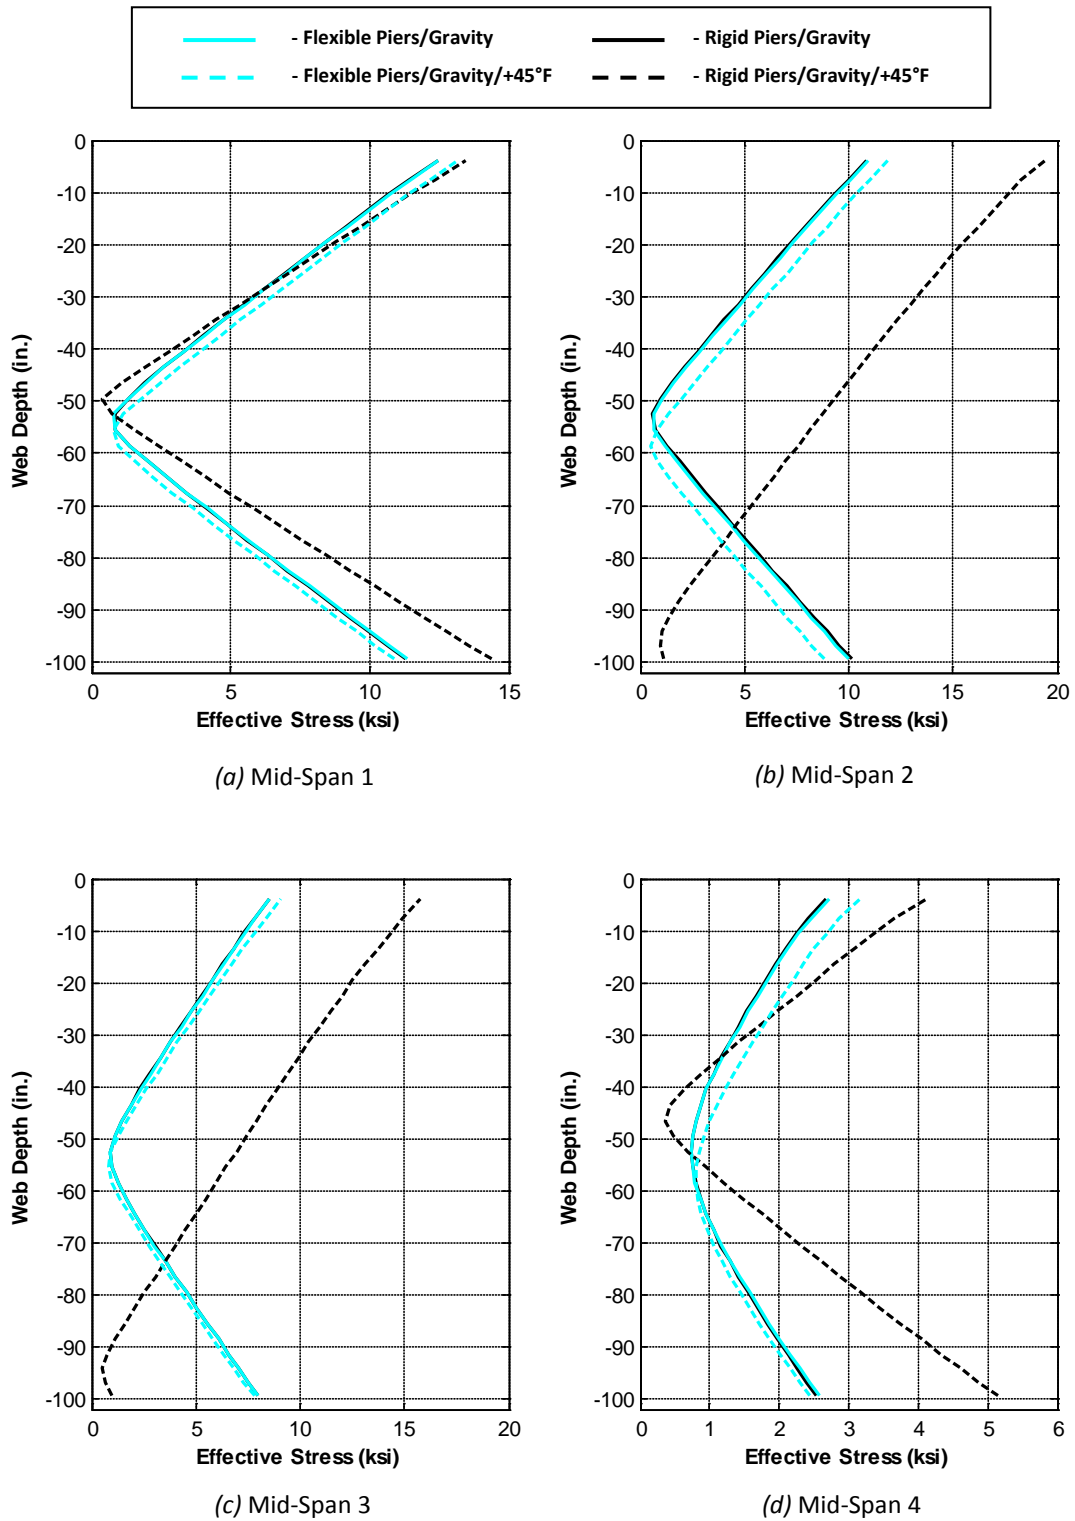 - Flexible Piers/Gravity - Rigid Piers/Gravity
- Flexible Piers/Gravity/+45°F - Rigid Piers/Gravity/+45°F
0
-10
-20
-30
-40
-50
-60
-70
-80
-90
-100
Web Depth (in.)
0 5 10 15
Effective Stress (ksi)
(a) Mid-Span 1
0
-10
-20
-30
-40
-50
-60
-70
-80
-90
-100
Web Depth (in.)
0 5 10 15 20
Effective Stress (ksi)
(b) Mid-Span 2
0
-10
-20
-30
-40
-50
-60
-70
-80
-90
-100
Web Depth (in.)
0 5 10 15 20
Effective Stress (ksi)
(c) Mid-Span 3
0
-10
-20
-30
-40
-50
-60
-70
-80
-90
-100
Web Depth (in.)
0 1 2 3 4 5 6
Effective Stress (ksi)
(d) Mid-Span 4